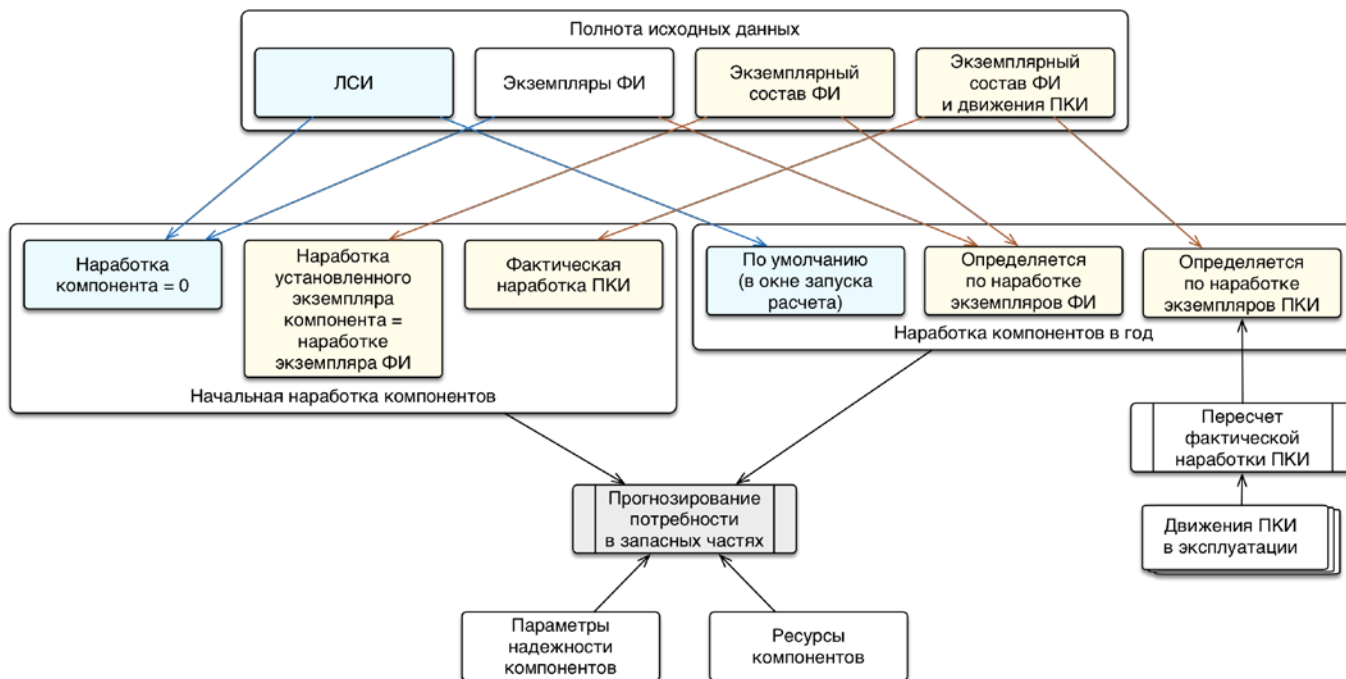 Полнота исходных данных
ЛСИ
Экземпляры ФИ
Экземплярный
состав ФИ
Экземплярный
состав ФИ
и движения ПКИ
Наработка
компонента = 0
Наработка
установленного
экземпляра
компонента =
наработке
экземпляра ФИ
Фактическая
наработка ПКИ
Начальная наработка компонентов
По умолчанию
(в окне запуска
расчета)
Определяется
по наработке
экземпляров ФИ
Определяется
по наработке
экземпляров ПКИ
Наработка компонентов в год
Пересчет
фактической
наработки ПКИ
Движения ПКИ
в эксплуатации
Прогнозирование
потребности
в запасных частях
Параметры
надежности
компонентов
Ресурсы
компонентов